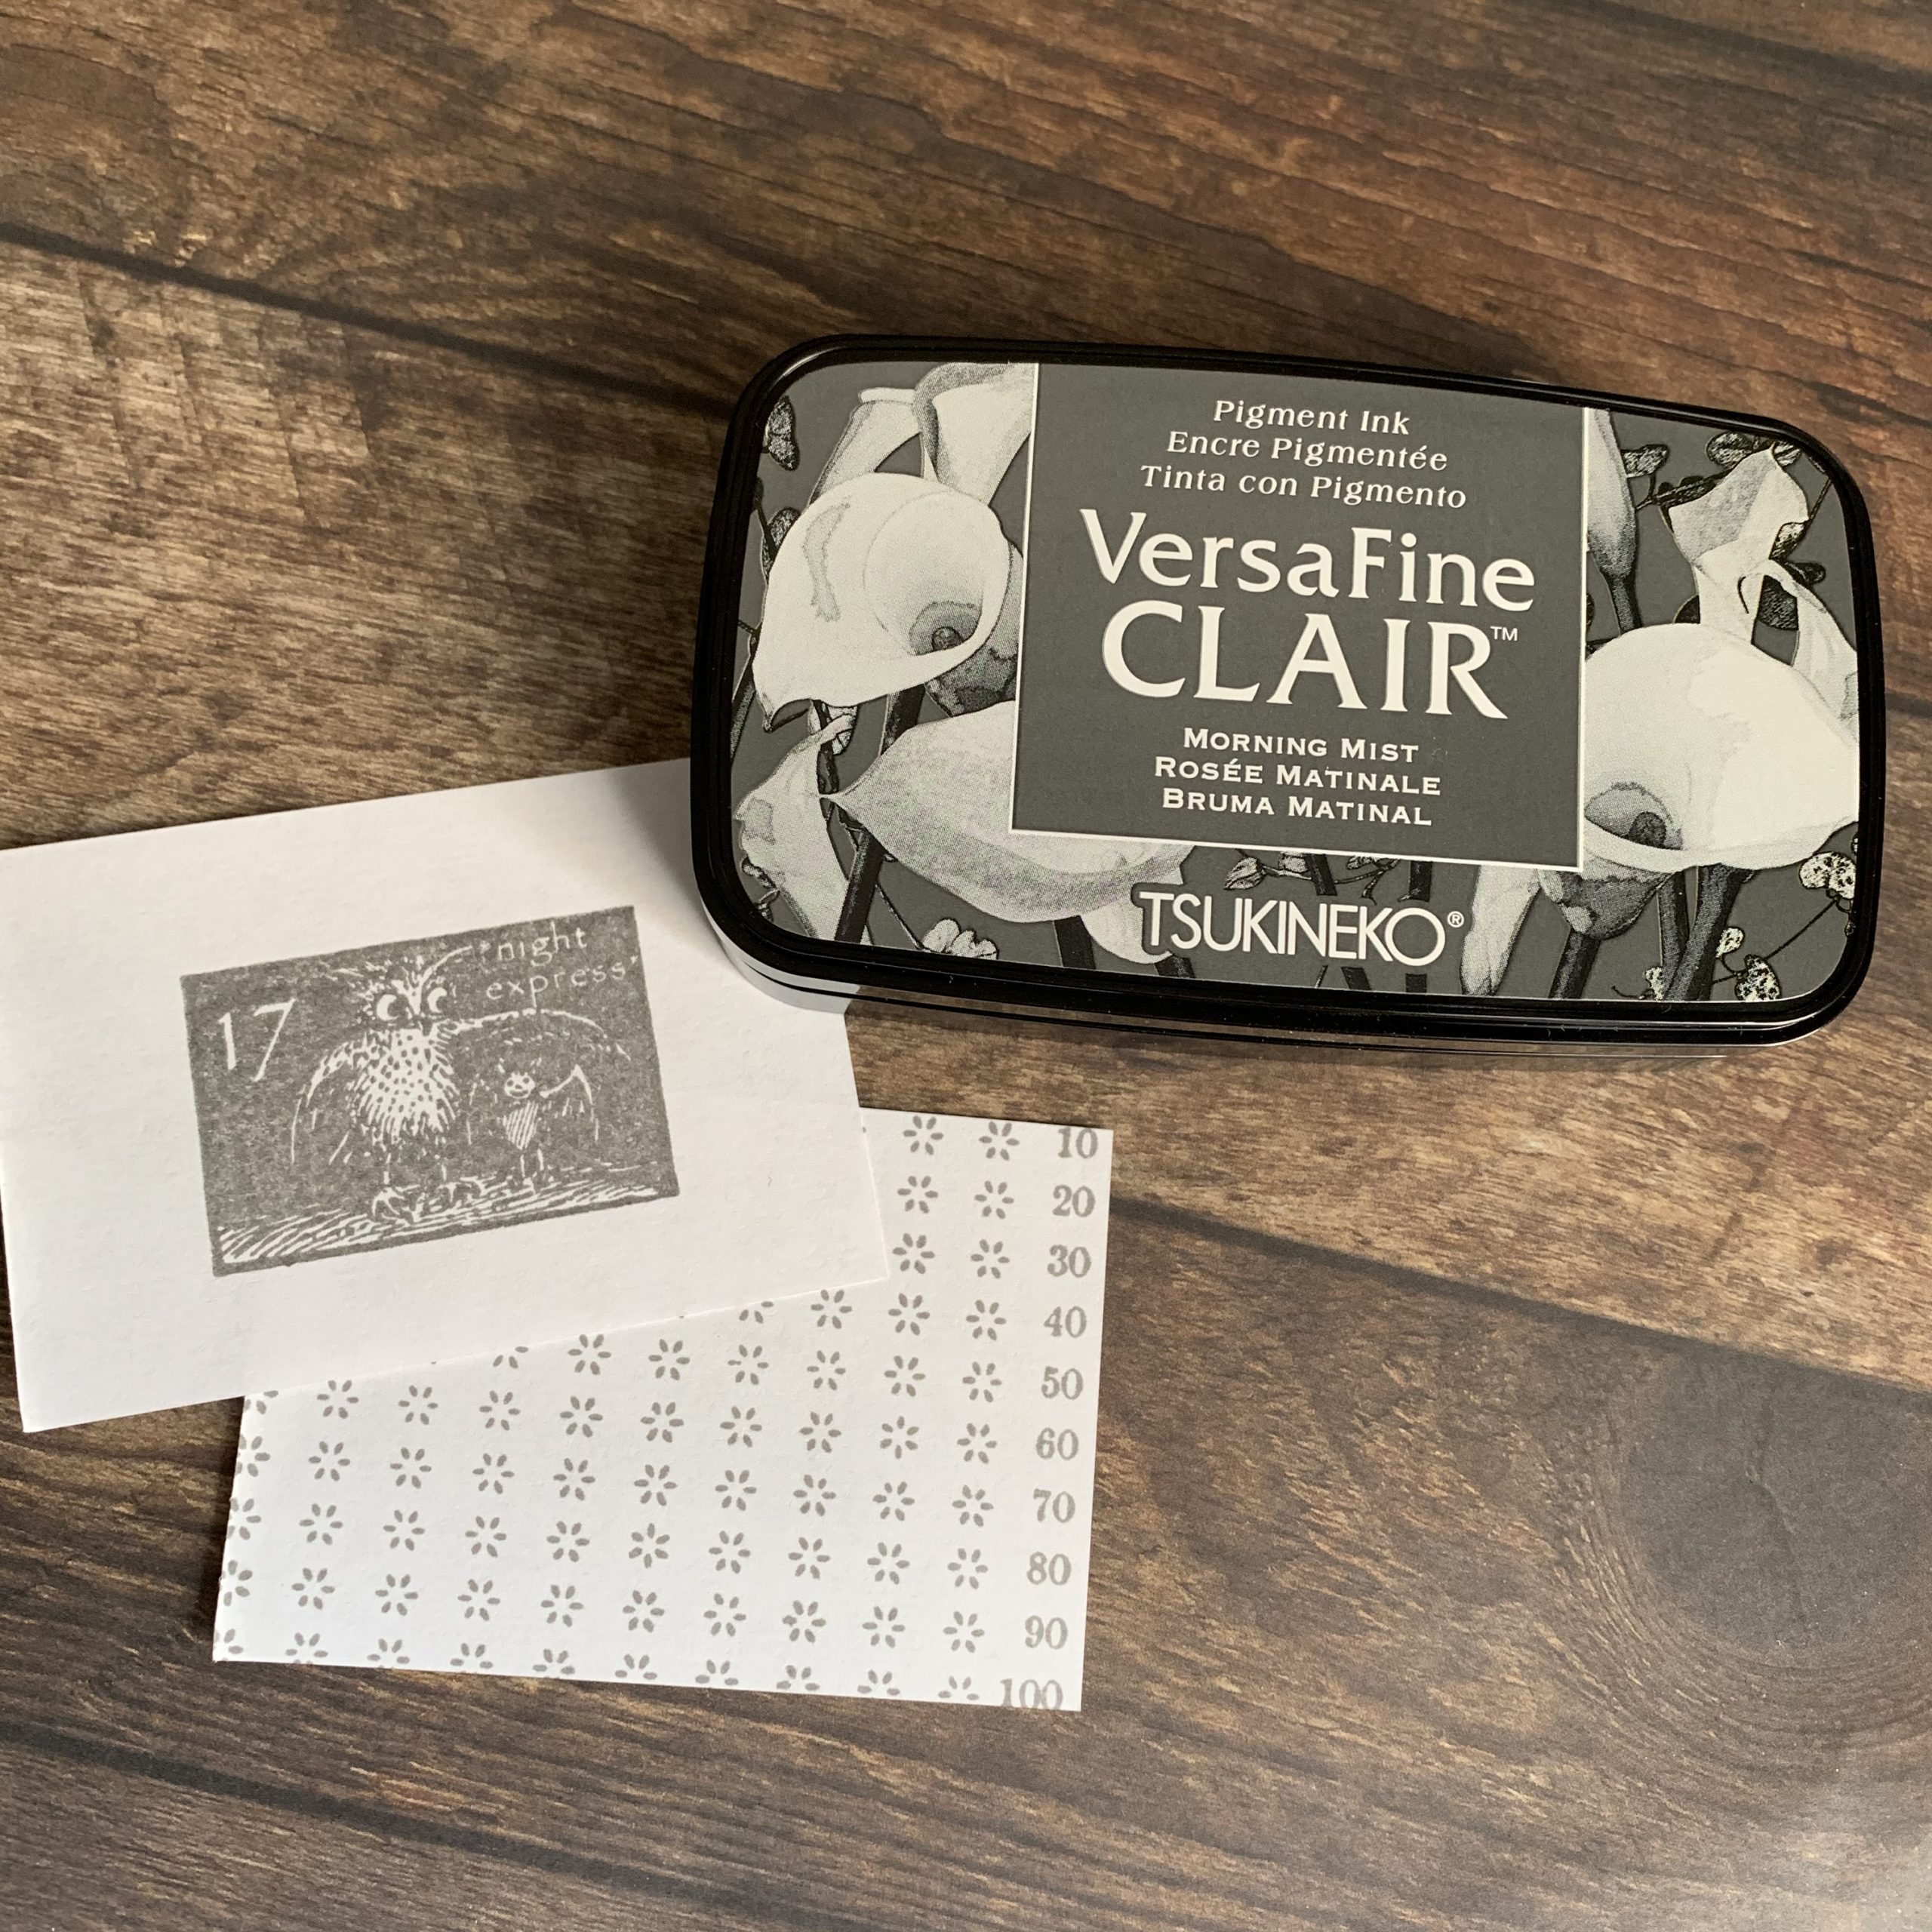 Pigment Ink
Encre Pigmentée
Tinta con Pigmento
VersaFine
CLAIR™
MORNING MIST
ROSÉE MATINALE
BRUMA MATINAL
TSUKINEKO®
night
express
17
10
20
30
40
50
60
70
80
90
100